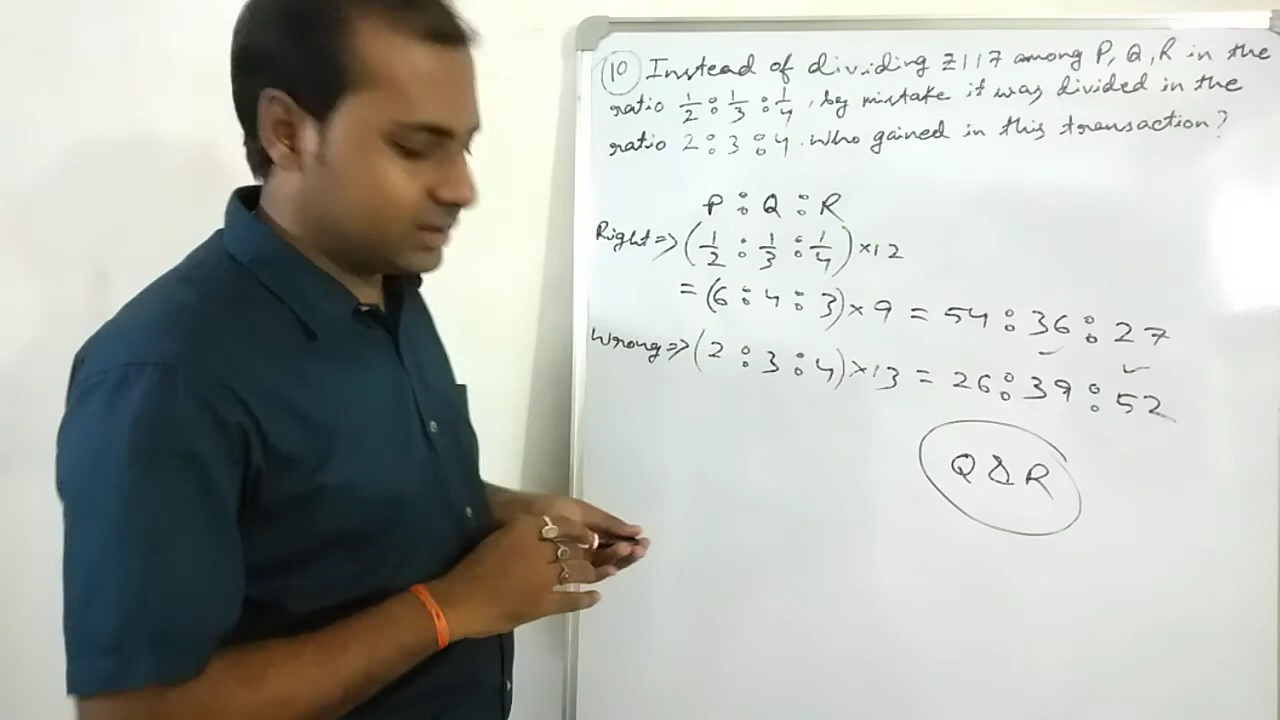 10 Instead of dividing ₹117 among P, Q, R in the
ratio 1/2 : 1/3 : 1/4, by mistake it was divided in the
ratio 2 : 3 : 4. Who gained in this transaction?
P : Q : R
Right => (1/2 : 1/3 : 1/4) ×12
= (6 : 4 : 3) × 9 = 54 : 36 : 27
Wrong => (2 : 3 : 4) ×13 = 26 : 39 : 52
Q & R